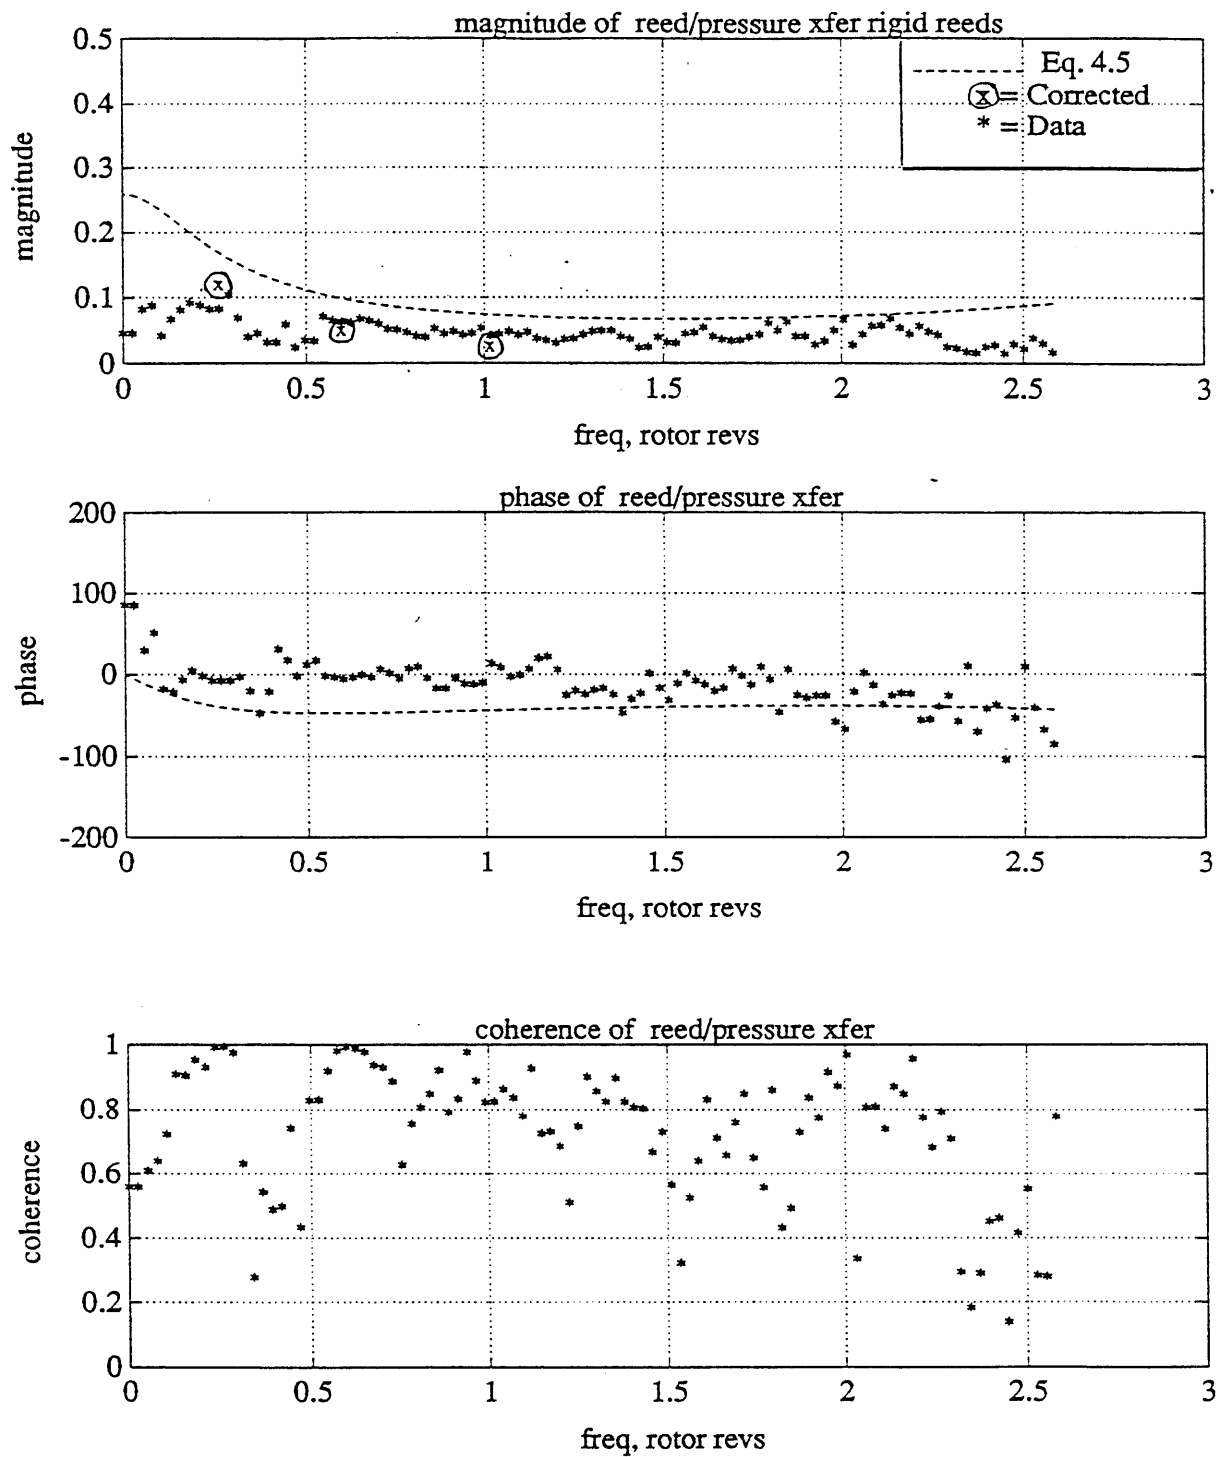 magnitude of reed/pressure xfer rigid reeds
0.5
0.4
0.3
0.2
0.1
0
magnitude
Eq. 4.5
x = Corrected
* = Data
0 0.5 1 1.5 2 2.5 3
freq, rotor revs
phase of reed/pressure xfer
200
100
0
-100
-200
phase
0 0.5 1 1.5 2 2.5 3
freq, rotor revs
coherence of reed/pressure xfer
1
0.8
0.6
0.4
0.2
0
coherence
0 0.5 1 1.5 2 2.5 3
freq, rotor revs